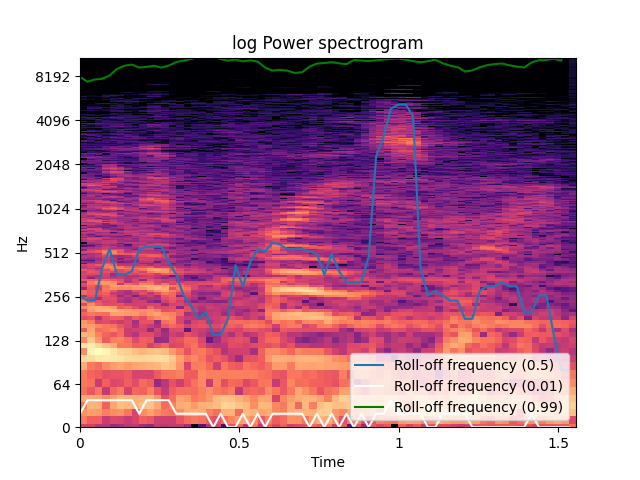 log Power spectrogram
8192
4096
2048
1024
512
256
128
64
0
Hz
Roll-off frequency (0.5)
Roll-off frequency (0.01)
Roll-off frequency (0.99)
0
0.5
1
1.5
Time